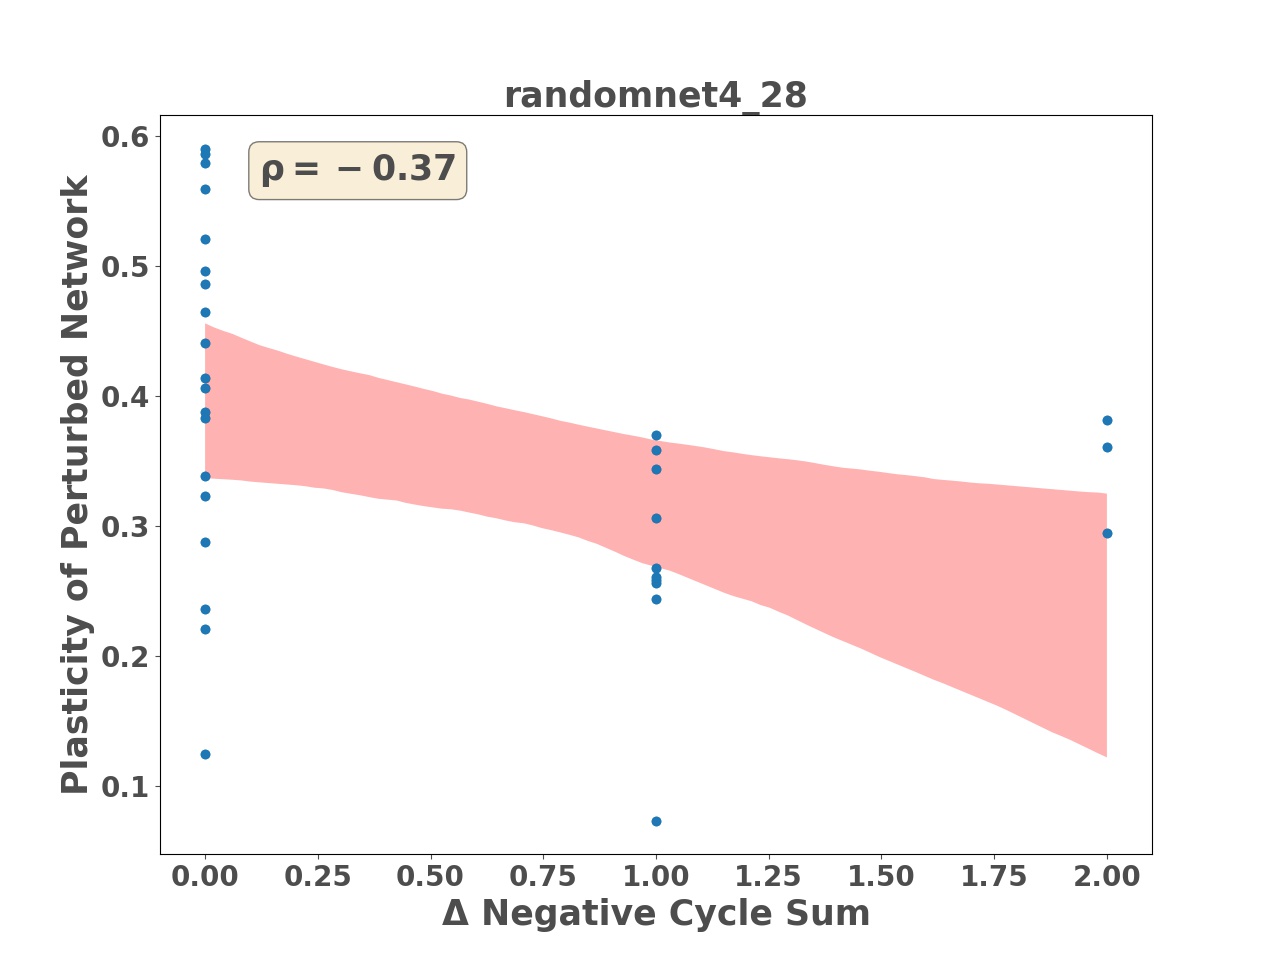 randomnet4_28
ρ = − 0.37
Plasticity of Perturbed Network
0.6
0.5
0.4
0.3
0.2
0.1
0.00 0.25 0.50 0.75 1.00 1.25 1.50 1.75 2.00
Δ Negative Cycle Sum